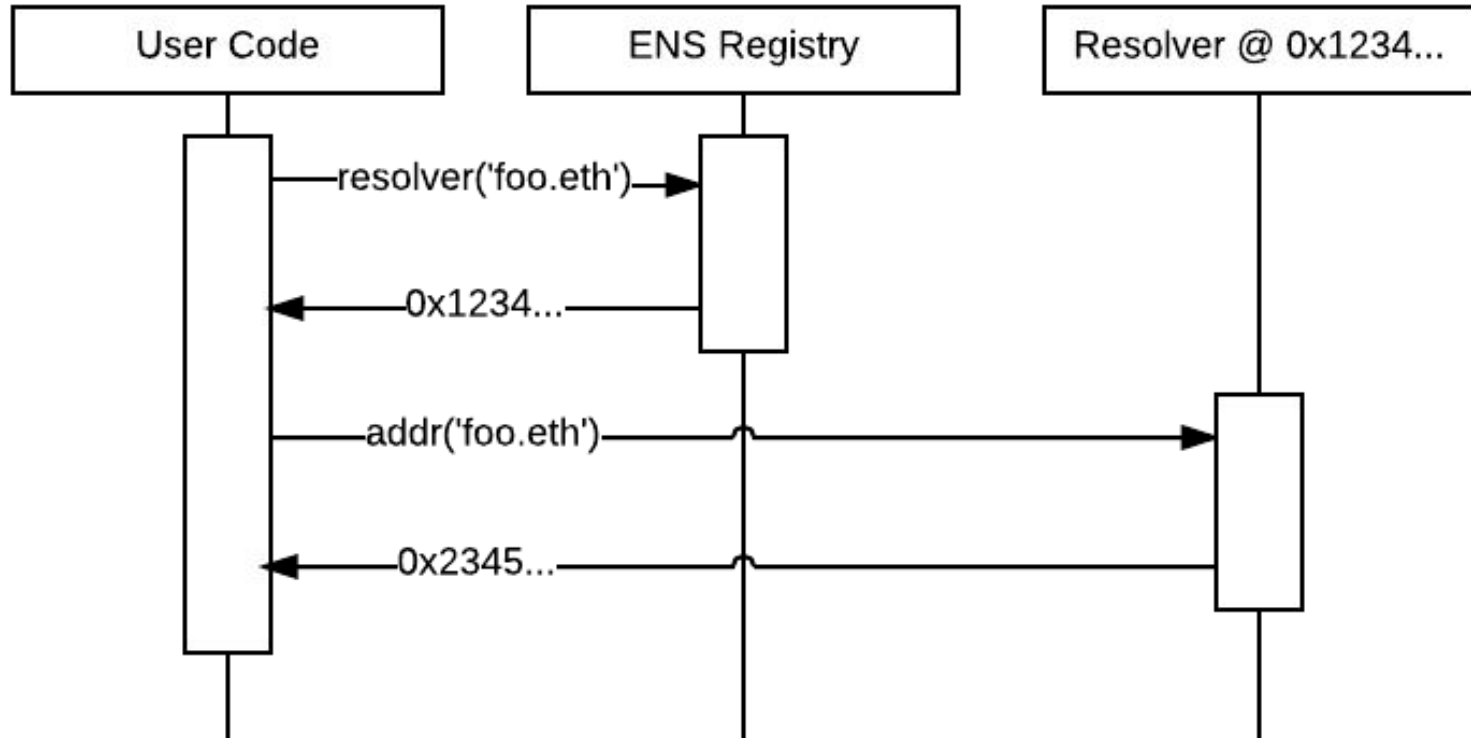 User Code
ENS Registry
Resolver @ 0x1234...
resolver('foo.eth')
0x1234...
addr('foo.eth')
0x2345...